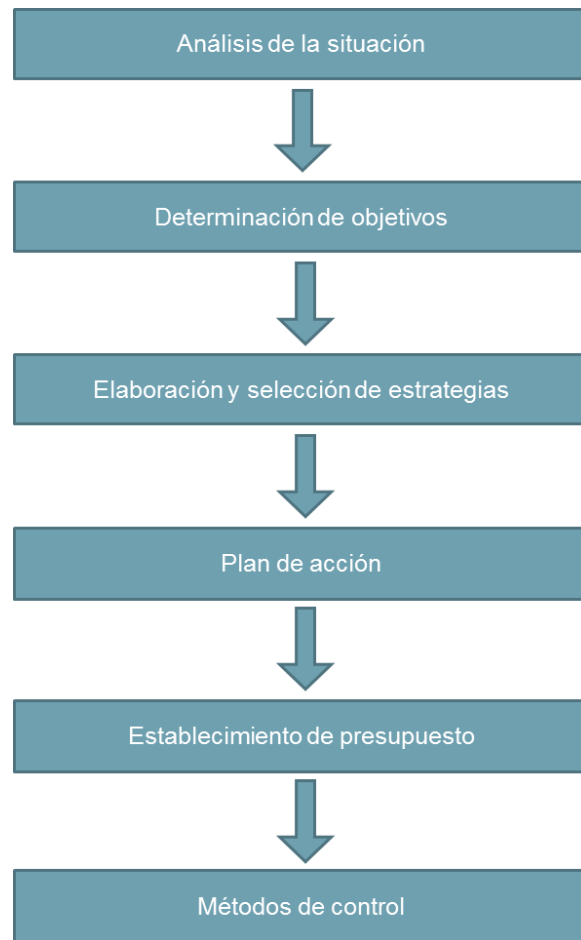 Análisis de la situación
Determinación de objetivos
Elaboración y selección de estrategias
Plan de acción
Establecimiento de presupuesto
Métodos de control